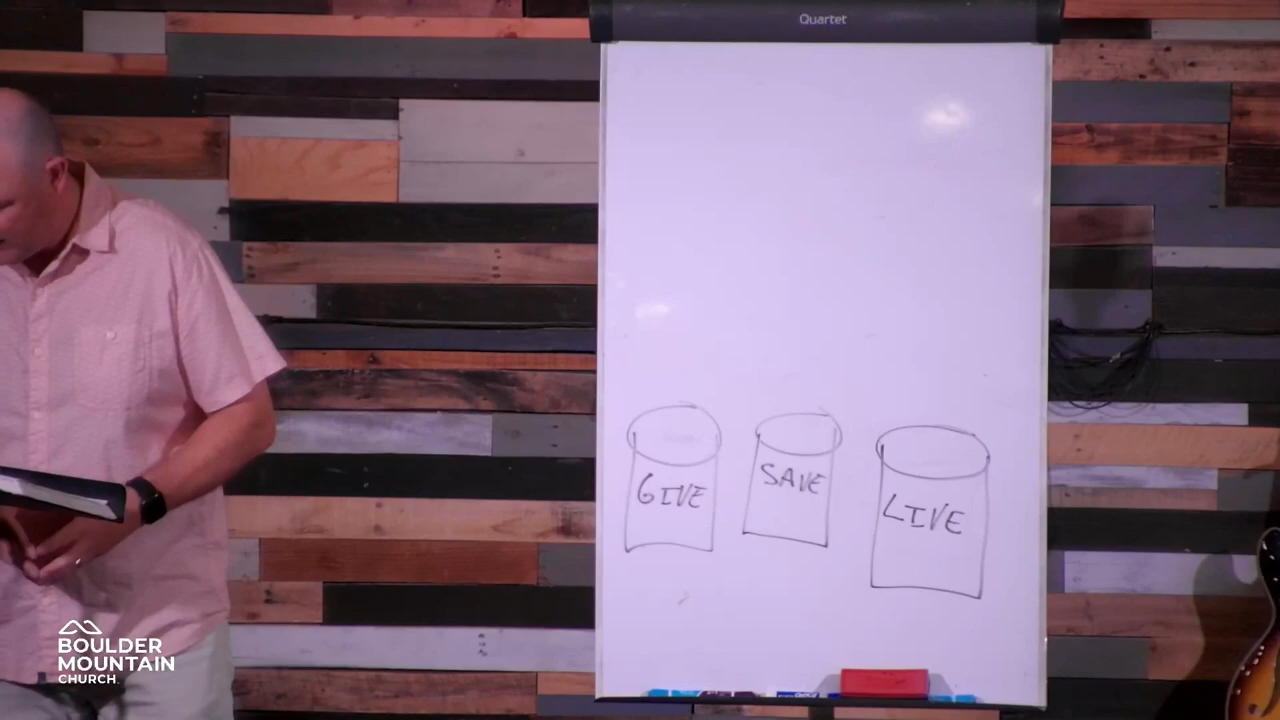 Quartet
GIVE
SAVE
LIVE
BOULDER
MOUNTAIN
CHURCH.